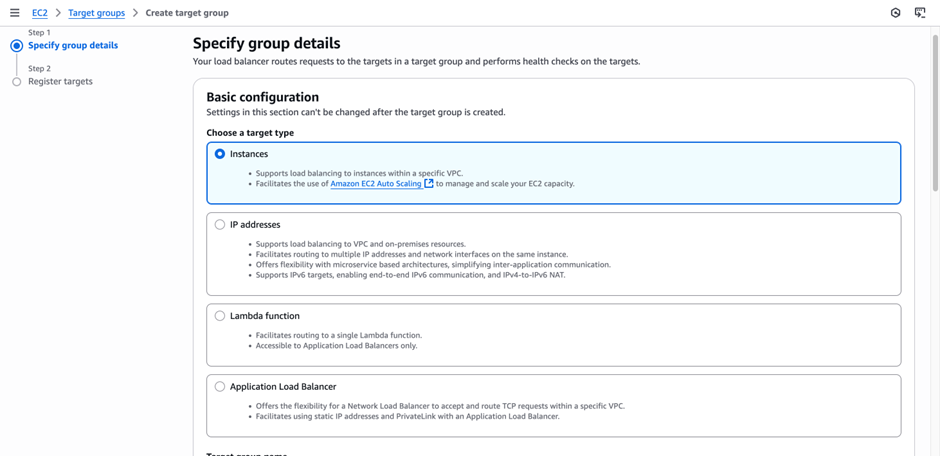 EC2 > Target groups > Create target group
Step 1
Specify group details
Step 2
Register targets
Specify group details
Your load balancer routes requests to the targets in a target group and performs health checks on the targets.
Basic configuration
Settings in this section can't be changed after the target group is created.
Choose a target type
Instances
• Supports load balancing to instances within a specific VPC.
• Facilitates the use of Amazon EC2 Auto Scaling to manage and scale your EC2 capacity.
IP addresses
• Supports load balancing to VPC and on-premises resources.
• Facilitates routing to multiple IP addresses and network interfaces on the same instance.
• Offers flexibility with microservice based architectures, simplifying inter-application communication.
• Supports IPv6 targets, enabling end-to-end IPv6 communication, and IPv4-to-IPv6 NAT.
Lambda function
• Facilitates routing to a single Lambda function.
• Accessible to Application Load Balancers only.
Application Load Balancer
• Offers the flexibility for a Network Load Balancer to accept and route TCP requests within a specific VPC.
• Facilitates using static IP addresses and PrivateLink with an Application Load Balancer.
Target group name